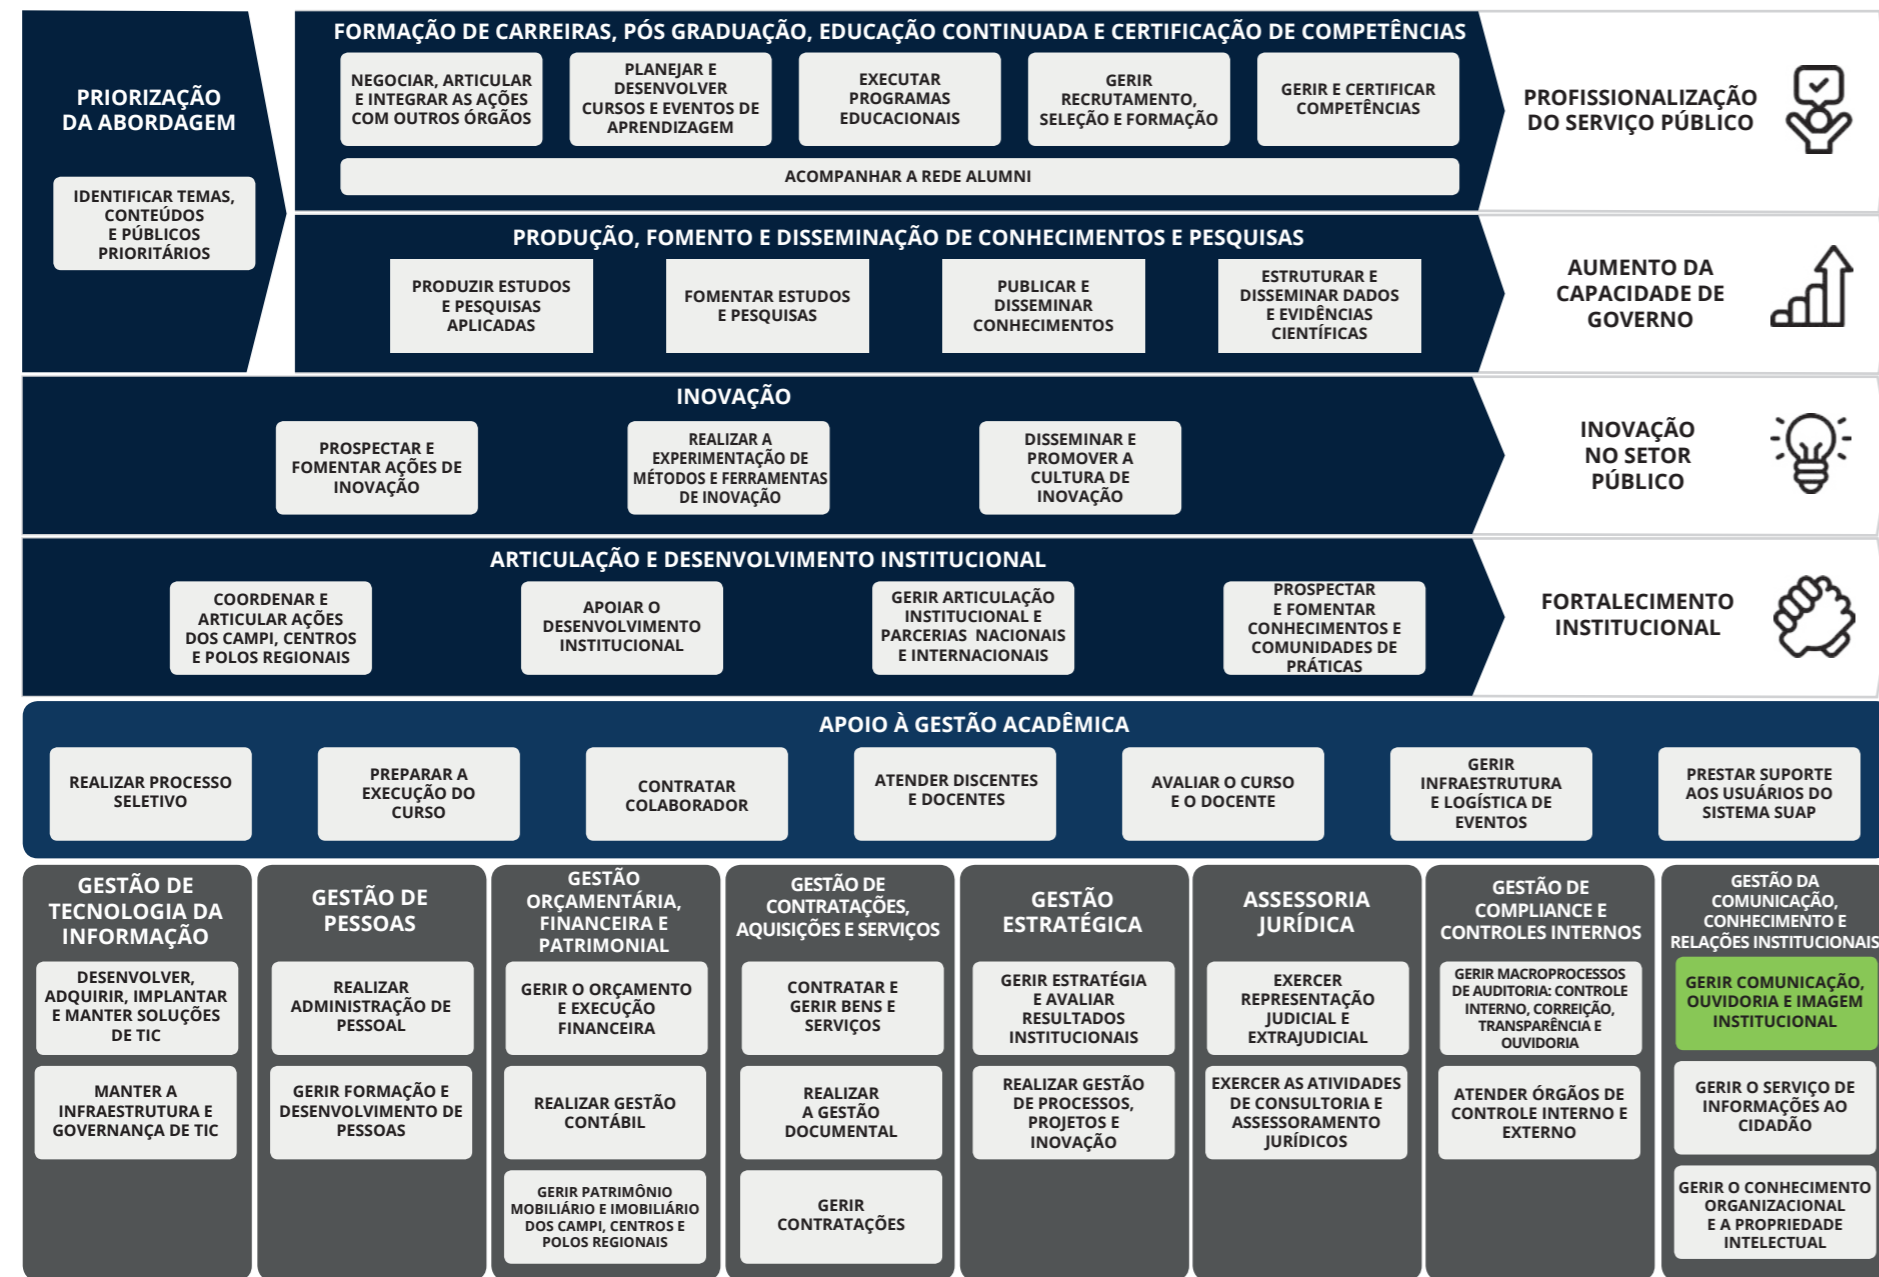 PRIORIZAÇÃO
DA ABORDAGEM
IDENTIFICAR TEMAS,
CONTEÚDOS
E PÚBLICOS
PRIORITÁRIOS
FORMAÇÃO DE CARREIRAS, PÓS GRADUAÇÃO, EDUCAÇÃO CONTINUADA E CERTIFICAÇÃO DE COMPETÊNCIAS
NEGOCIAR, ARTICULAR
E INTEGRAR AS AÇÕES
COM OUTROS ÓRGÃOS
PLANEJAR E
DESENVOLVER
CURSOS E EVENTOS DE
APRENDIZAGEM
EXECUTAR
PROGRAMAS
EDUCACIONAIS
GERIR
RECRUTAMENTO,
SELEÇÃO E FORMAÇÃO
GERIR E CERTIFICAR
COMPETÊNCIAS
ACOMPANHAR A REDE ALUMNI
PROFISSIONALIZAÇÃO
DO SERVIÇO PÚBLICO
PRODUÇÃO, FOMENTO E DISSEMINAÇÃO DE CONHECIMENTOS E PESQUISAS
PRODUZIR ESTUDOS
E PESQUISAS
APLICADAS
FOMENTAR ESTUDOS
E PESQUISAS
PUBLICAR E
DISSEMINAR
CONHECIMENTOS
ESTRUTURAR E
DISSEMINAR DADOS
E EVIDÊNCIAS
CIENTÍFICAS
AUMENTO DA
CAPACIDADE DE
GOVERNO
INOVAÇÃO
PROSPECTAR E
FOMENTAR AÇÕES DE
INOVAÇÃO
REALIZAR A
EXPERIMENTAÇÃO DE
MÉTODOS E FERRAMENTAS
DE INOVAÇÃO
DISSEMINAR E
PROMOVER A
CULTURA DE
INOVAÇÃO
INOVAÇÃO
NO SETOR
PÚBLICO
ARTICULAÇÃO E DESENVOLVIMENTO INSTITUCIONAL
COORDENAR E
ARTICULAR AÇÕES
DOS CAMPI, CENTROS
E POLOS REGIONAIS
APOIAR O
DESENVOLVIMENTO
INSTITUCIONAL
GERIR ARTICULAÇÃO
INSTITUCIONAL E
PARCERIAS NACIONAIS
E INTERNACIONAIS
PROSPECTAR
E FOMENTAR
CONHECIMENTOS E
COMUNIDADES DE
PRÁTICAS
FORTALECIMENTO
INSTITUCIONAL
APOIO À GESTÃO ACADÊMICA
REALIZAR PROCESSO
SELETIVO
PREPARAR A
EXECUÇÃO DO
CURSO
CONTRATAR
COLABORADOR
ATENDER DISCENTES
E DOCENTES
AVALIAR O CURSO
E O DOCENTE
GERIR
INFRAESTRUTURA
E LOGÍSTICA DE
EVENTOS
PRESTAR SUPORTE
AOS USUÁRIOS DO
SISTEMA SUAP
GESTÃO DE
TECNOLOGIA DA
INFORMAÇÃO
DESENVOLVER,
ADQUIRIR, IMPLANTAR
E MANTER SOLUÇÕES
DE TIC
MANTER A
INFRAESTRUTURA E
GOVERNANÇA DE TIC
GESTÃO DE
PESSOAS
REALIZAR
ADMINISTRAÇÃO DE
PESSOAL
GERIR FORMAÇÃO E
DESENVOLVIMENTO DE
PESSOAS
GESTÃO
ORÇAMENTÁRIA,
FINANCEIRA E
PATRIMONIAL
GERIR O ORÇAMENTO
E EXECUÇÃO
FINANCEIRA
REALIZAR GESTÃO
CONTÁBIL
GERIR PATRIMÔNIO
MOBILIÁRIO E IMOBILIÁRIO
DOS CAMPI, CENTROS E
POLOS REGIONAIS
GESTÃO DE
CONTRATAÇÕES,
AQUISIÇÕES E SERVIÇOS
CONTRATAR E
GERIR BENS E
SERVIÇOS
REALIZAR
A GESTÃO
DOCUMENTAL
GERIR
CONTRATAÇÕES
GESTÃO
ESTRATÉGICA
GERIR ESTRATÉGIA
E AVALIAR
RESULTADOS
INSTITUCIONAIS
REALIZAR GESTÃO
DE PROCESSOS,
PROJETOS E
INOVAÇÃO
ASSESSORIA
JURÍDICA
EXERCER
REPRESENTAÇÃO
JUDICIAL E
EXTRAJUDICIAL
EXERCER AS ATIVIDADES
DE CONSULTORIA E
ASSESSORAMENTO
JURÍDICOS
GESTÃO DE
COMPLIANCE E
CONTROLES INTERNOS
GERIR MACROPROCESSOS
DE AUDITORIA: CONTROLE
INTERNO, CORREIÇÃO,
TRANSPARÊNCIA E
OUVIDORIA
ATENDER ÓRGÃOS DE
CONTROLE INTERNO E
EXTERNO
GESTÃO DA
COMUNICAÇÃO,
CONHECIMENTO E
RELAÇÕES INSTITUCIONAIS
GERIR COMUNICAÇÃO,
OUVIDORIA E IMAGEM
INSTITUCIONAL
GERIR O SERVIÇO DE
INFORMAÇÕES AO
CIDADÃO
GERIR O CONHECIMENTO
ORGANIZACIONAL
E A PROPRIEDADE
INTELECTUAL